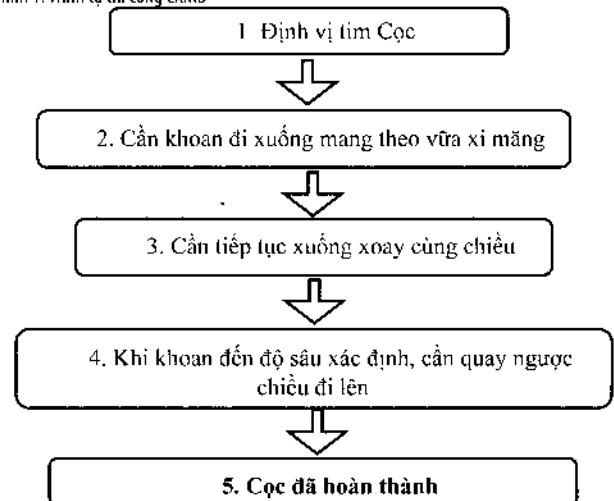 1 Định vị tim Cọc
2. Cần khoan đi xuống mang theo vữa xi măng
3. Cần tiếp tục xuống xoay cùng chiều
4. Khi khoan đến độ sâu xác định, cần quay ngược
chiều đi lên
5. Cọc đã hoàn thành